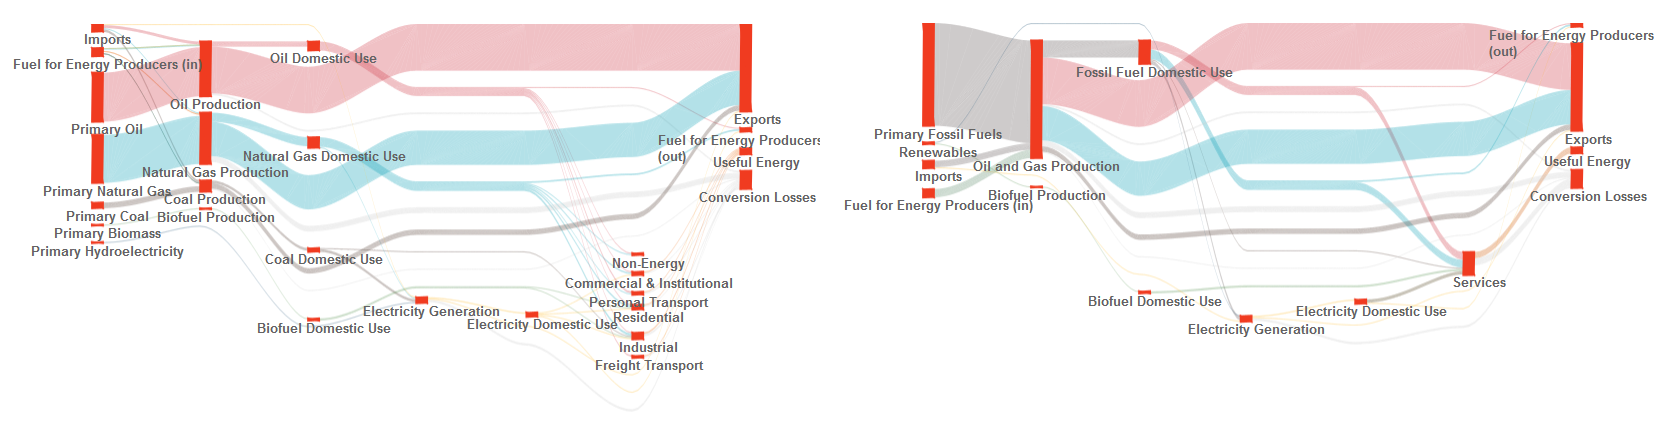 Imports
Fuel for Energy Producers (in)
Primary Oil
Primary Natural Gas
Primary Coal
Primary Biomass
Primary Hydroelectricity
Oil Production
Natural Gas Production
Coal Production
Biofuel Production
Oil Domestic Use
Natural Gas Domestic Use
Coal Domestic Use
Biofuel Domestic Use
Electricity Generation
Electricity Domestic Use
Non-Energy
Commercial & Institutional
Personal Transport
Residential
Industrial
Freight Transport
Exports
Fuel for Energy Producers
(out)
Useful Energy
Conversion Losses
Primary Fossil Fuels
Renewables
Imports
Fuel for Energy Producers (in)
Oil and Gas Production
Biofuel Production
Fossil Fuel Domestic Use
Biofuel Domestic Use
Electricity Generation
Electricity Domestic Use
Services
Fuel for Energy Producers
(out)
Exports
Useful Energy
Conversion Losses